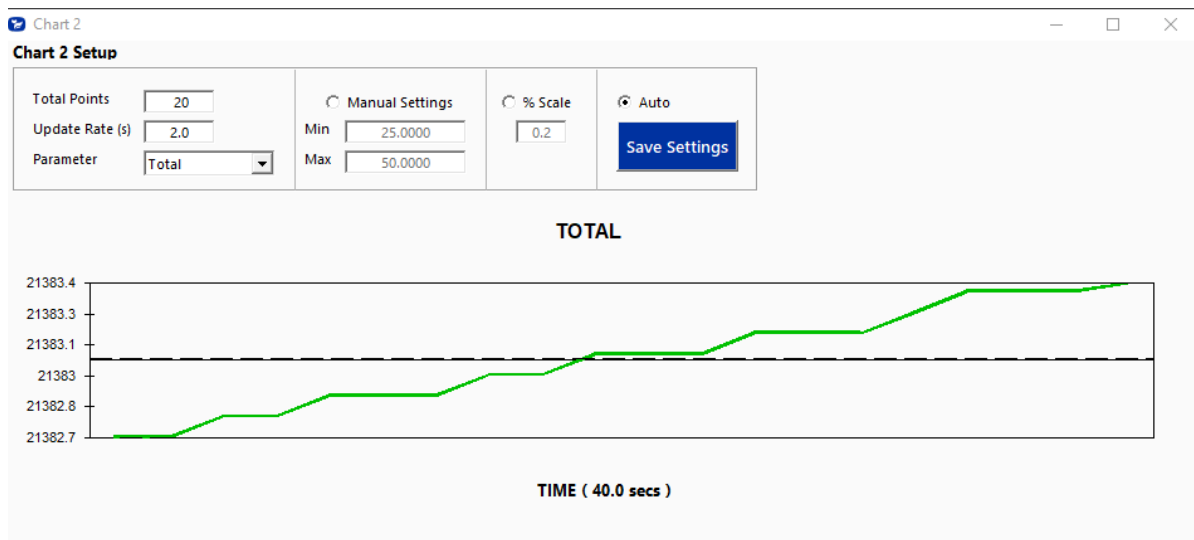 Chart 2
Chart 2 Setup
Total Points 20
Update Rate (s) 2.0
Parameter Total
Manual Settings
Min 25.0000
Max 50.0000
% Scale
0.2
Auto
Save Settings
TOTAL
21383.4
21383.3
21383.1
21383
21382.8
21382.7
TIME ( 40.0 secs )